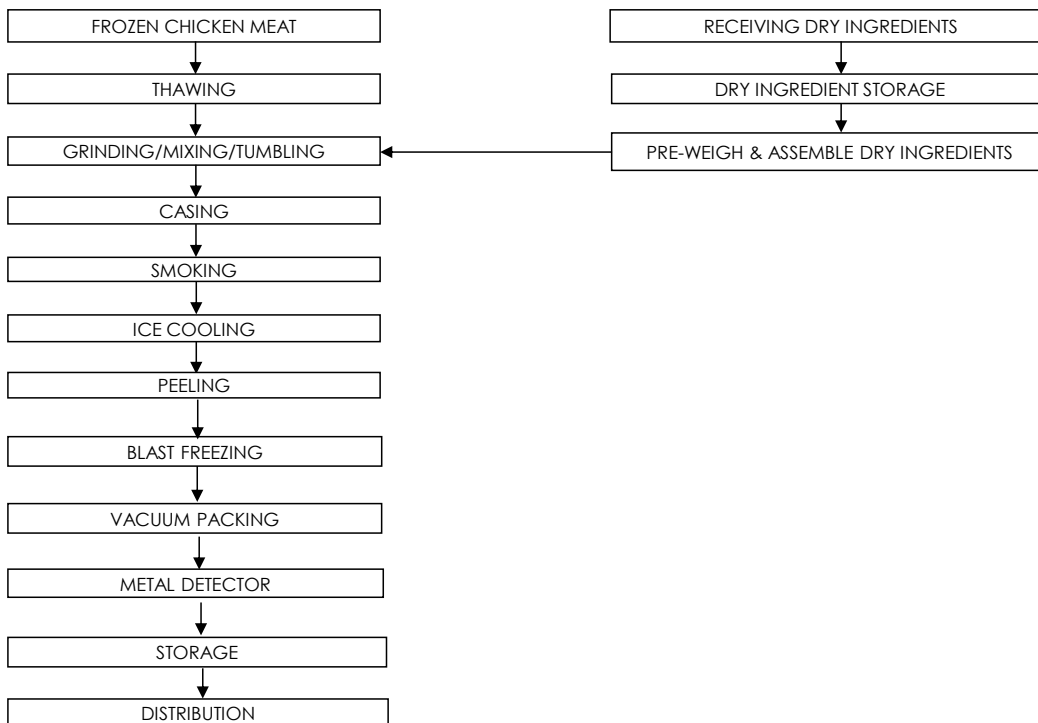 FROZEN CHICKEN MEAT
THAWING
GRINDING/MIXING/TUMBLING
CASING
SMOKING
ICE COOLING
PEELING
BLAST FREEZING
VACUUM PACKING
METAL DETECTOR
STORAGE
DISTRIBUTION
RECEIVING DRY INGREDIENTS
DRY INGREDIENT STORAGE
PRE-WEIGH & ASSEMBLE DRY INGREDIENTS